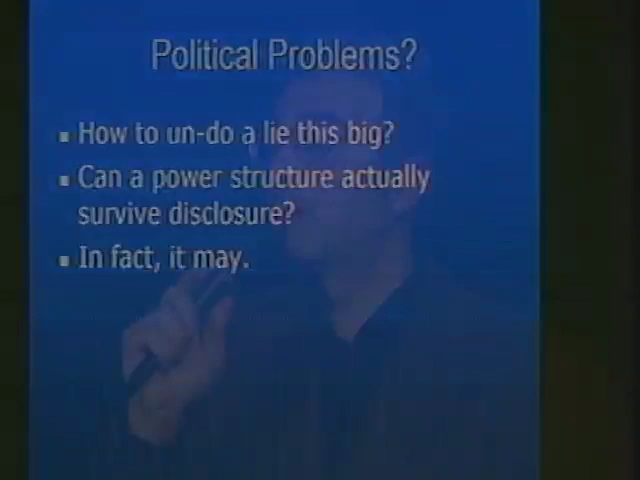 Political Problems?
▪ How to un-do a lie this big?
▪ Can a power structure actually
survive disclosure?
▪ In fact, it may.